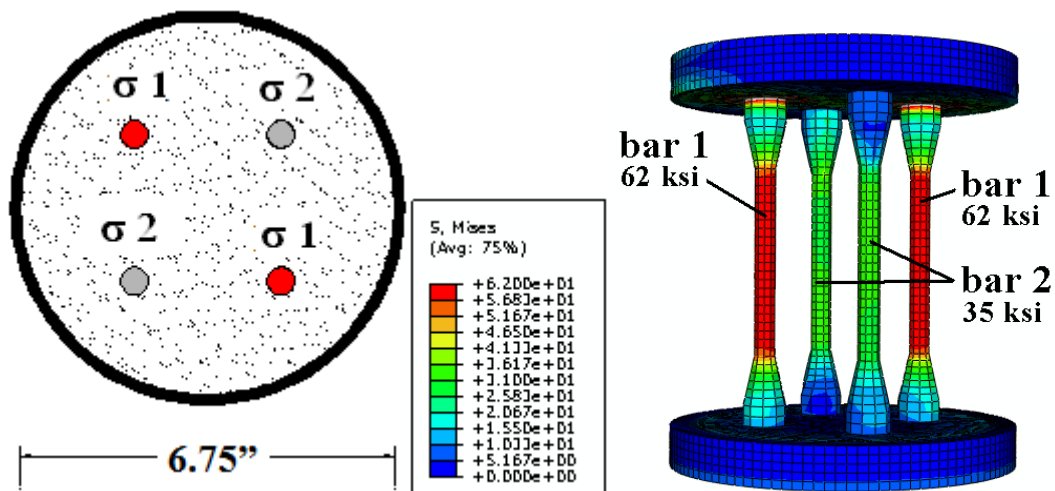 σ 1
σ 2
σ 2
σ 1
6.75”
S, Mises
(Avg: 75%)
+6.200e+01
+5.683e+01
+5.167e+01
+4.650e+01
+4.133e+01
+3.617e+01
+3.100e+01
+2.583e+01
+2.067e+01
+1.550e+01
+1.033e+01
+5.167e+00
+0.000e+00
bar 1
62 ksi
bar 1
62 ksi
bar 2
35 ksi